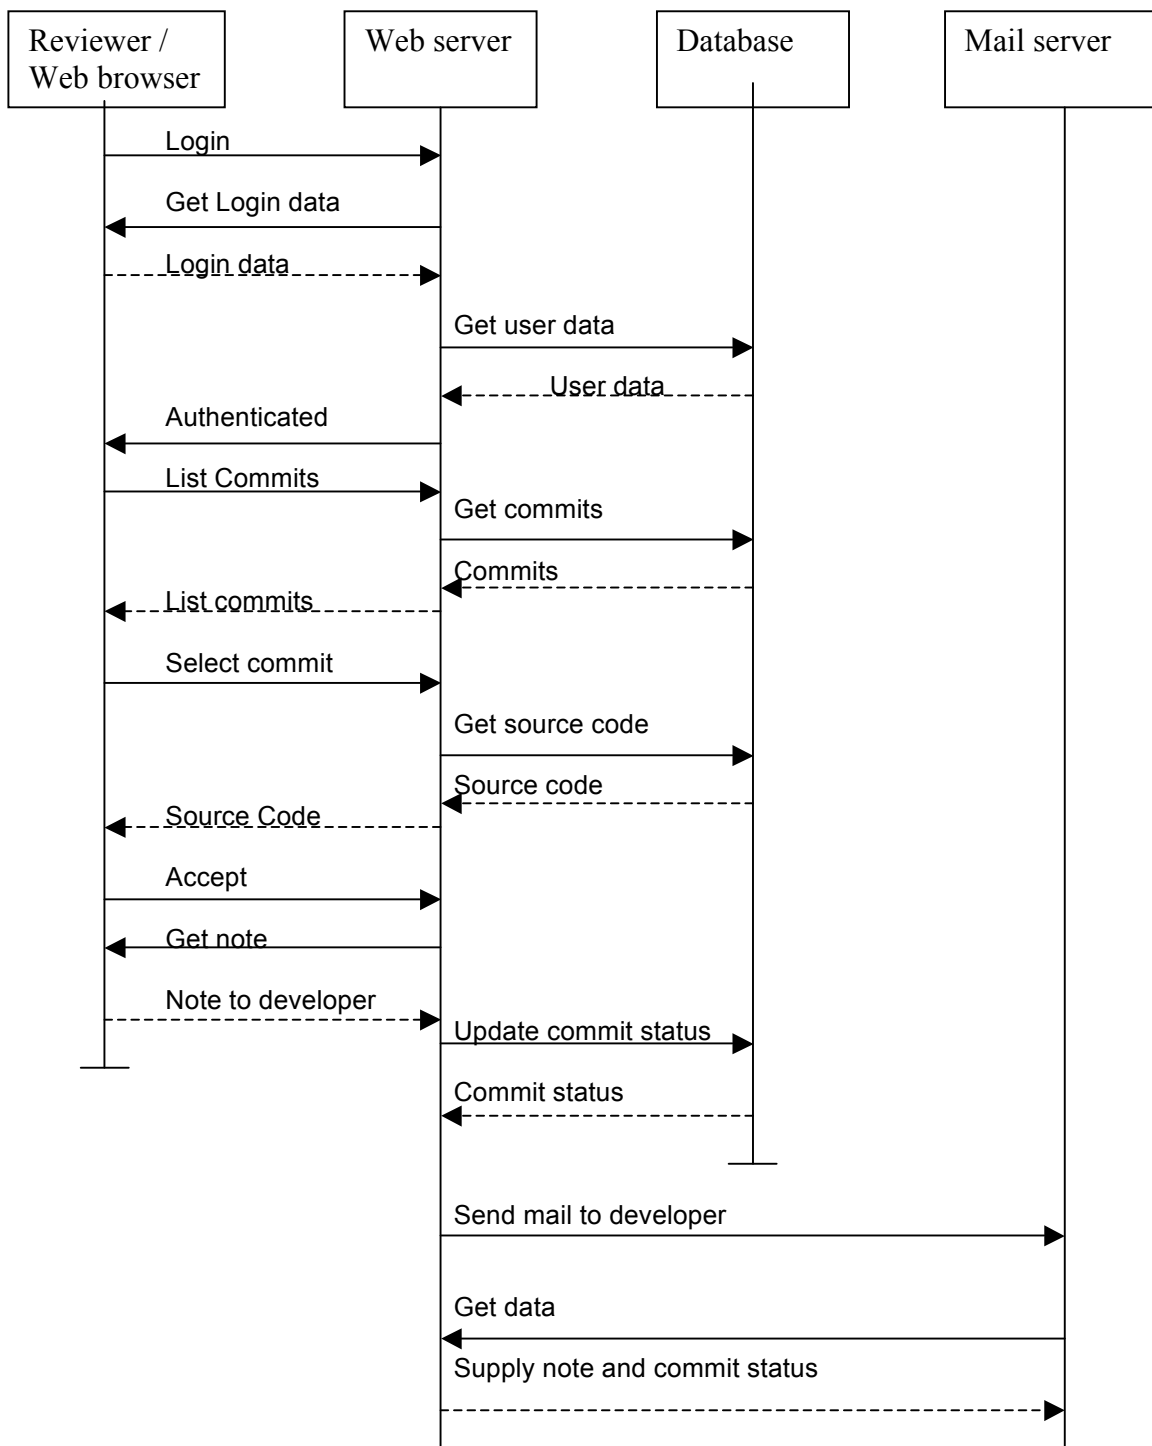 Reviewer /
Web browser
Web server
Database
Mail server
Login
Get Login data
Login data
Get user data
User data
Authenticated
List Commits
Get commits
Commits
List commits
Select commit
Get source code
Source code
Source Code
Accept
Get note
Note to developer
Update commit status
Commit status
Send mail to developer
Get data
Supply note and commit status